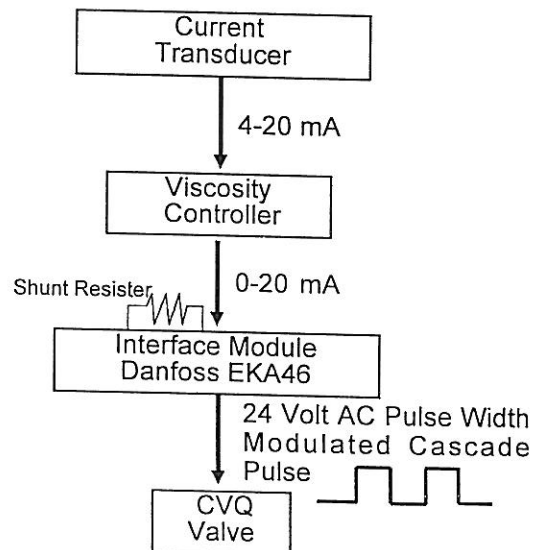 Current
Transducer
4-20 mA
Viscosity
Controller
0-20 mA
Shunt Resister
Interface Module
Danfoss EKA46
24 Volt AC Pulse Width
Modulated Cascade
Pulse
CVQ
Valve